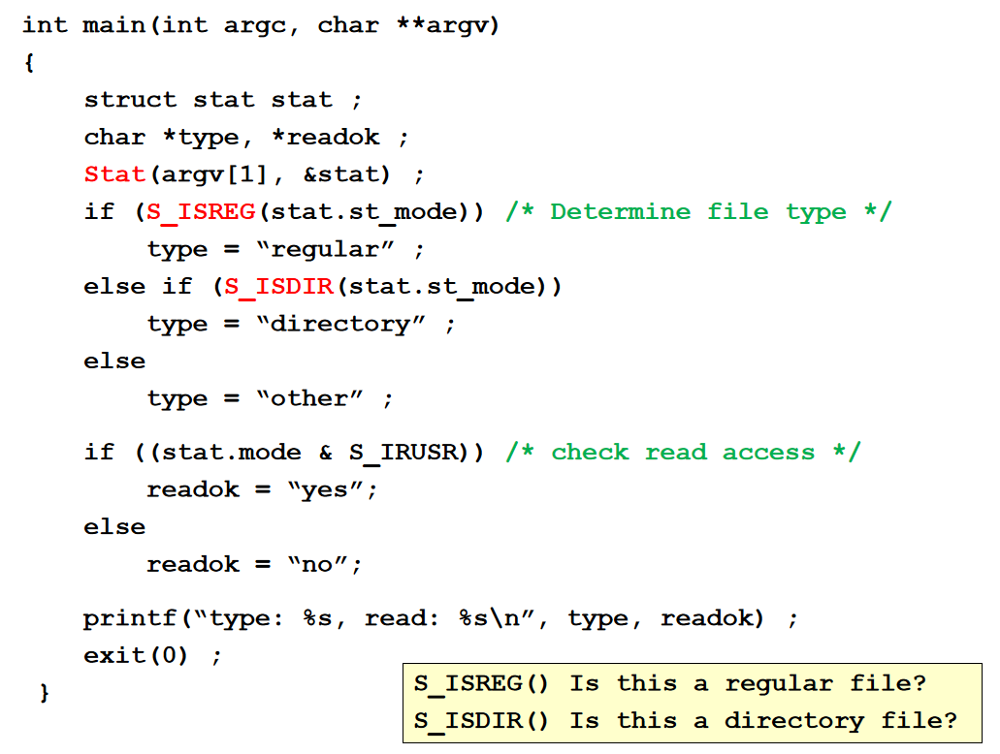 int main(int argc, char **argv)
{
    struct stat stat ;
    char *type, *readok ;
    Stat(argv[1], &stat) ;
    if (S_ISREG(stat.st_mode)) /* Determine file type */
        type = “regular” ;
    else if (S_ISDIR(stat.st_mode))
        type = “directory” ;
    else
        type = “other” ;
    if ((stat.mode & S_IRUSR)) /* check read access */
        readok = “yes”;
    else
        readok = “no”;
    printf(“type: %s, read: %s\n”, type, readok) ;
    exit(0) ;
}
S_ISREG() Is this a regular file?
S_ISDIR() Is this a directory file?